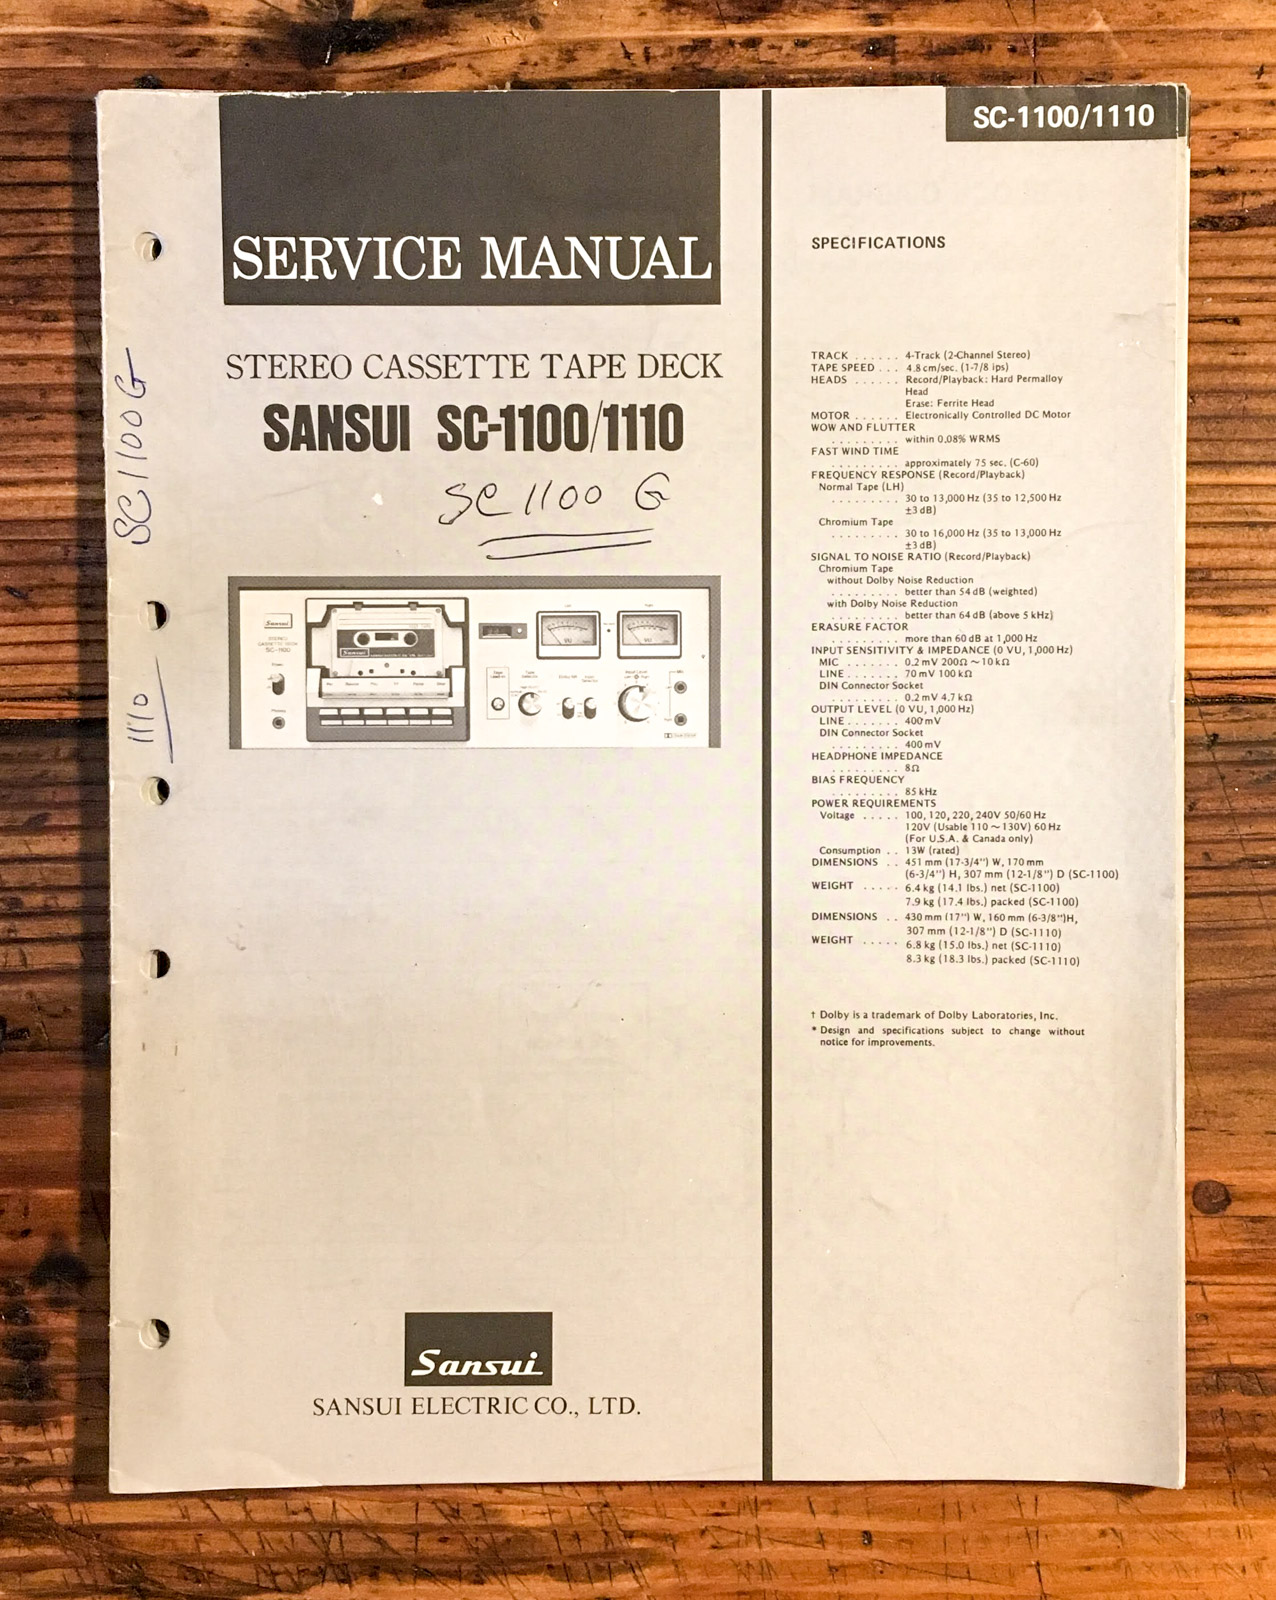 SC-1100/1110
SERVICE MANUAL
STEREO CASSETTE TAPE DECK
SANSUI SC-1100/1110
SC 1100 G
SC 1100 G
1110
Sansui
STEREO
CASSETTE DECK
SC-1100
Power
Phones
Sansui
VU
VU
Sansui
SANSUI ELECTRIC CO., LTD.
SPECIFICATIONS
TRACK . . . . . . 4-Track (2-Channel Stereo)
TAPE SPEED . . . 4.8 cm/sec. (1-7/8 ips)
HEADS . . . . . . Record/Playback: Hard Permalloy
Head
Erase: Ferrite Head
MOTOR . . . . . . Electronically Controlled DC Motor
WOW AND FLUTTER
. . . . . . . . . within 0.08% WRMS
FAST WIND TIME
. . . . . . . . . approximately 75 sec. (C-60)
FREQUENCY RESPONSE (Record/Playback)
Normal Tape (LH)
. . . . . . . . . 30 to 13,000 Hz (35 to 12,500 Hz
±3 dB)
Chromium Tape
. . . . . . . . . 30 to 16,000 Hz (35 to 13,000 Hz
±3 dB)
SIGNAL TO NOISE RATIO (Record/Playback)
Chromium Tape
without Dolby Noise Reduction
. . . . . . . . . better than 54 dB (weighted)
with Dolby Noise Reduction
. . . . . . . . . better than 64 dB (above 5 kHz)
ERASURE FACTOR
. . . . . . . . . more than 60 dB at 1,000 Hz
INPUT SENSITIVITY & IMPEDANCE (0 VU, 1,000 Hz)
MIC . . . . . . . 0.2 mV 200Ω ~ 10 kΩ
LINE . . . . . . . 70 mV 100 kΩ
DIN Connector Socket
. . . . . . . . . 0.2 mV 4.7 kΩ
OUTPUT LEVEL (0 VU, 1,000 Hz)
LINE . . . . . . . 400 mV
DIN Connector Socket
. . . . . . . . . 400 mV
HEADPHONE IMPEDANCE
. . . . . . . . . 8Ω
BIAS FREQUENCY
. . . . . . . . . 85 kHz
POWER REQUIREMENTS
Voltage . . . . . 100, 120, 220, 240V 50/60 Hz
120V (Usable 110 ~ 130V) 60 Hz
(For U.S.A. & Canada only)
Consumption . . 13W (rated)
DIMENSIONS . . 451 mm (17-3/4") W, 170 mm
(6-3/4") H, 307 mm (12-1/8") D (SC-1100)
WEIGHT . . . . . 6.4 kg (14.1 lbs.) net (SC-1100)
7.9 kg (17.4 lbs.) packed (SC-1100)
DIMENSIONS . . 430 mm (17") W, 160 mm (6-3/8")H,
307 mm (12-1/8") D (SC-1110)
WEIGHT . . . . . 6.8 kg (15.0 lbs.) net (SC-1110)
8.3 kg (18.3 lbs.) packed (SC-1110)
† Dolby is a trademark of Dolby Laboratories, Inc.
* Design and specifications subject to change without
notice for improvements.